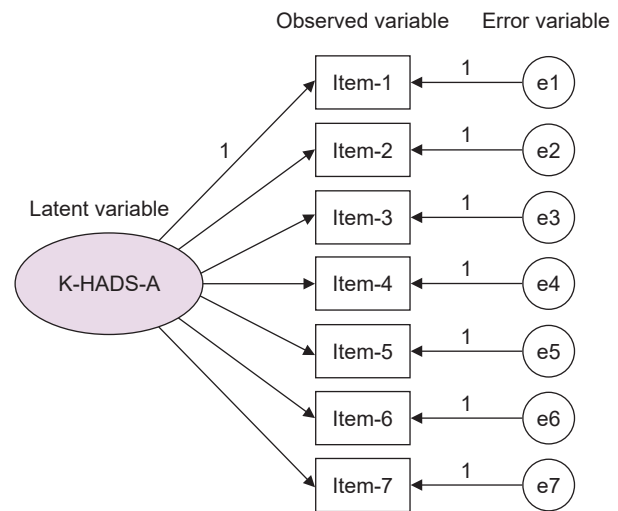 Observed variable Error variable
Item-1 1 e1
1 Item-2 1 e2
Latent variable
Item-3 1 e3
K-HADS-A Item-4 1 e4
Item-5 1 e5
Item-6 1 e6
Item-7 1 e7